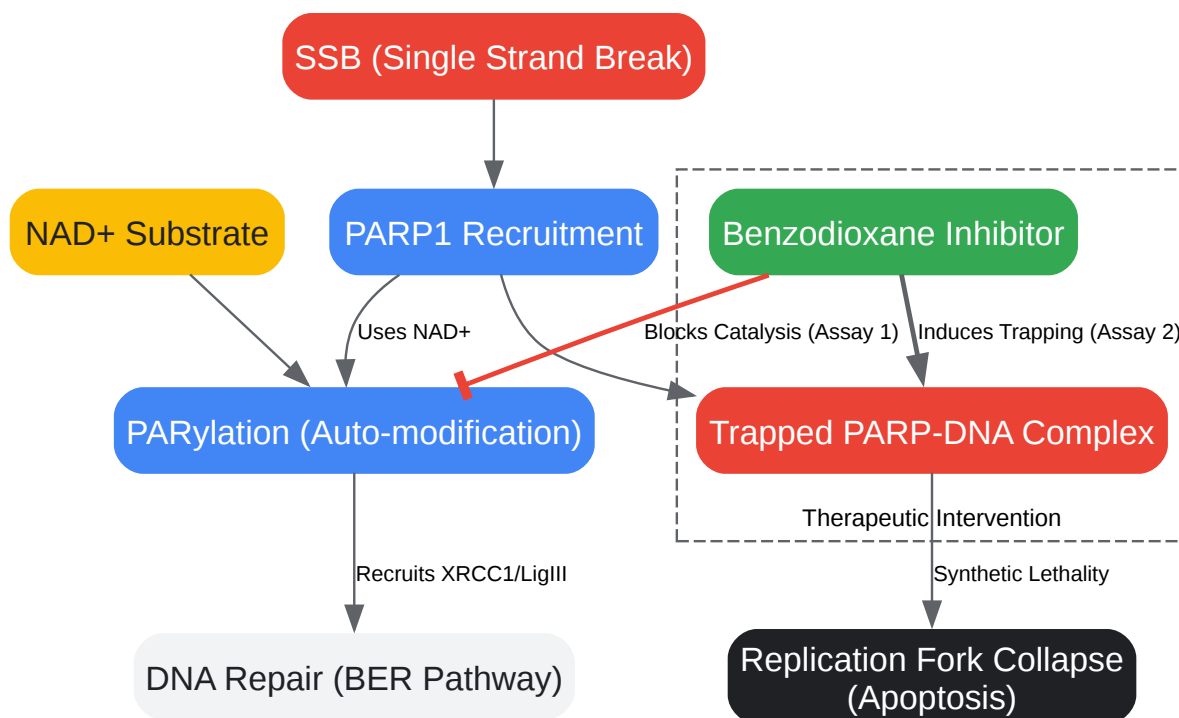 SSB (Single Strand Break)
NAD+ Substrate
PARP1 Recruitment
Benzodioxane Inhibitor
Uses NAD+
Blocks Catalysis (Assay 1)
Induces Trapping (Assay 2)
PARylation (Auto-modification)
Trapped PARP-DNA Complex
Therapeutic Intervention
Recruits XRCC1/LigIII
Synthetic Lethality
DNA Repair (BER Pathway)
Replication Fork Collapse
(Apoptosis)